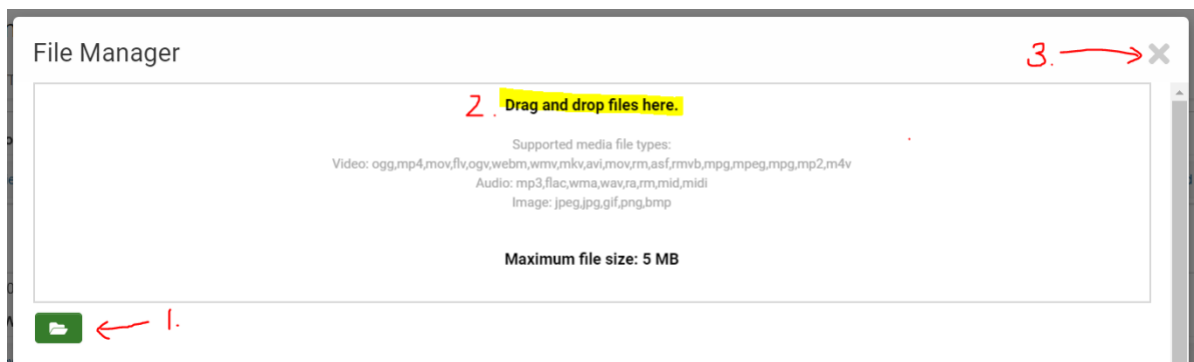 File Manager
3.
2. Drag and drop files here.
Supported media file types:
Video: ogg,mp4,mov,flv,ogv,webm,wmv,mkv,avi,mov,rm,asf,rmvb,mpg,mpeg,mpg,mp2,m4v
Audio: mp3,flac,wma,wav,ra,rm,mid,midi
Image: jpeg,jpg,gif,png,bmp
Maximum file size: 5 MB
1.